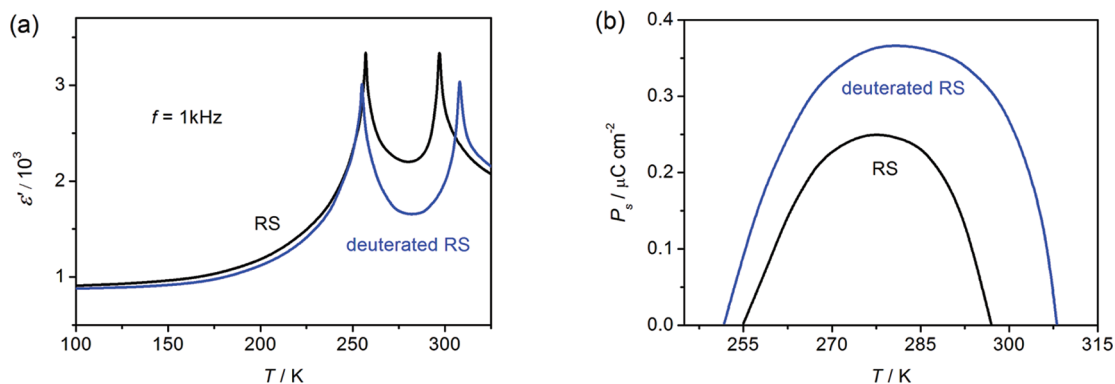 (a)
f = 1kHz
RS
deuterated RS
ε' / 10³
3
2
1
100 150 200 250 300
T / K
(b)
deuterated RS
RS
Pₛ / μC cm⁻²
0.4
0.3
0.2
0.1
0.0
255 270 285 300 315
T / K